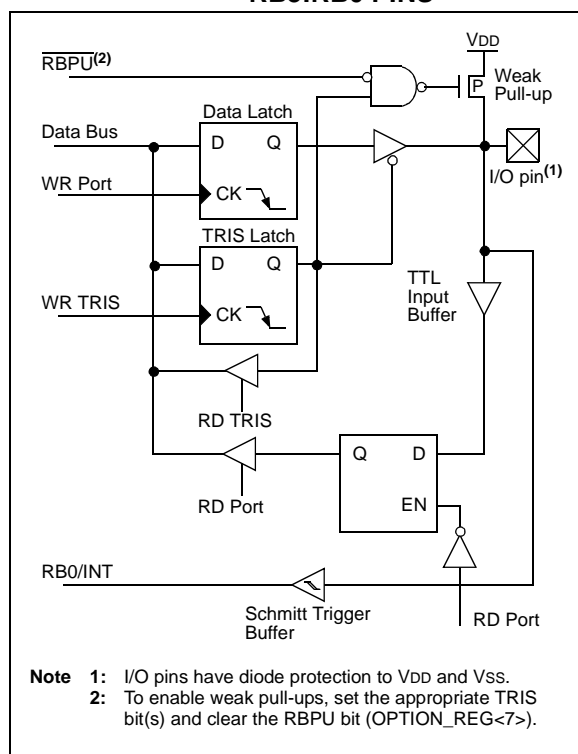 RBPU(2)
VDD
P
Weak
Pull-up
Data Latch
Data Bus
D Q
I/O pin(1)
WR Port
CK
TRIS Latch
D Q
TTL
Input
Buffer
WR TRIS
CK
RD TRIS
Q D
RD Port
EN
RB0/INT
Schmitt Trigger
Buffer
RD Port
Note 1: I/O pins have diode protection to VDD and VSS.
2: To enable weak pull-ups, set the appropriate TRIS
bit(s) and clear the RBPU bit (OPTION_REG<7>).